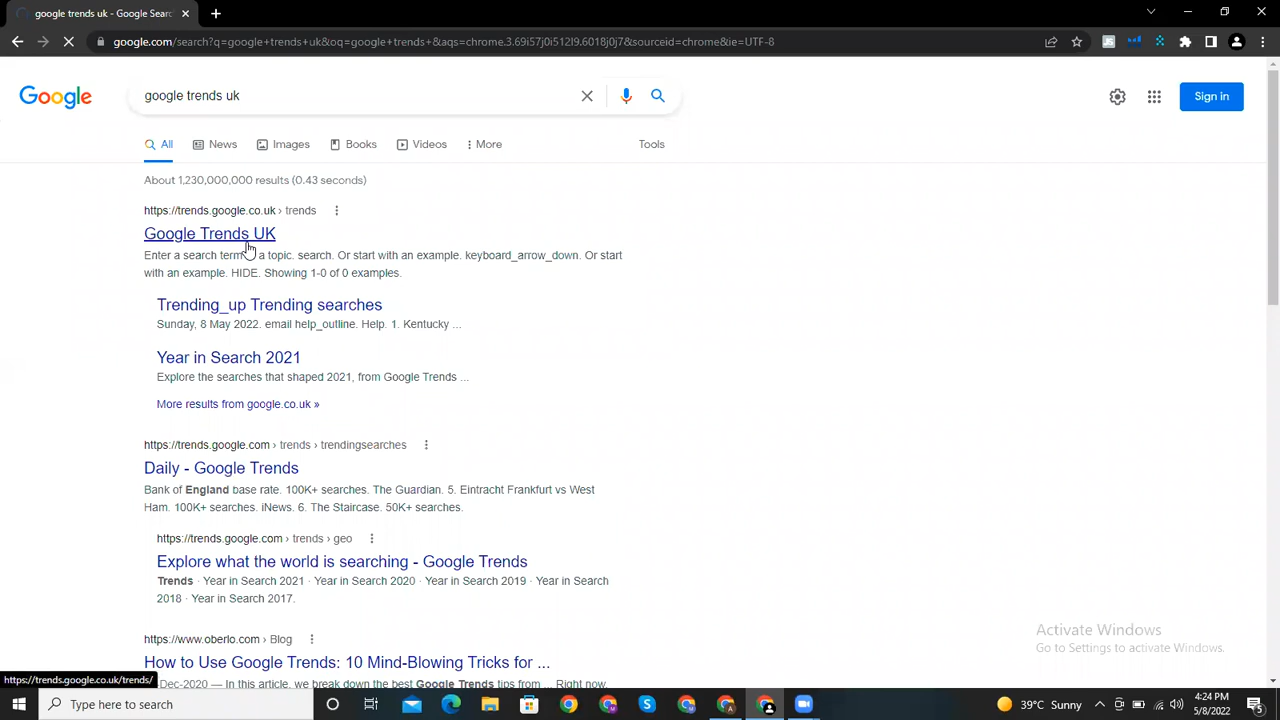 google trends uk - Google Searc
google.com/search?q=google+trends+uk&oq=google+trends+&aqs=chrome.3.69i57j0i512l9.6018j0j7&sourceid=chrome&ie=UTF-8
Google
google trends uk
Sign in
All
News
Images
Books
Videos
More
Tools
About 1,230,000,000 results (0.43 seconds)
https://trends.google.co.uk › trends
Google Trends UK
Enter a search term a topic. search. Or start with an example. keyboard_arrow_down. Or start
with an example. HIDE. Showing 1-0 of 0 examples.
Trending_up Trending searches
Sunday, 8 May 2022. email help_outline. Help. 1. Kentucky ...
Year in Search 2021
Explore the searches that shaped 2021, from Google Trends ...
More results from google.co.uk »
https://trends.google.com › trends › trendingsearches
Daily - Google Trends
Bank of England base rate. 100K+ searches. The Guardian. 5. Eintracht Frankfurt vs West
Ham. 100K+ searches. iNews. 6. The Staircase. 50K+ searches.
https://trends.google.com › trends › geo
Explore what the world is searching - Google Trends
Trends · Year in Search 2021 · Year in Search 2020 · Year in Search 2019 · Year in Search
2018 · Year in Search 2017.
https://www.oberlo.com › Blog
How to Use Google Trends: 10 Mind-Blowing Tricks for ...
-Dec-2020 — In this article, we break down the best Google Trends tips from ... Right now,
Activate Windows
Go to Settings to activate Windows.
https://trends.google.co.uk/trends/
Type here to search
39°C Sunny
4:24 PM
5/8/2022
5